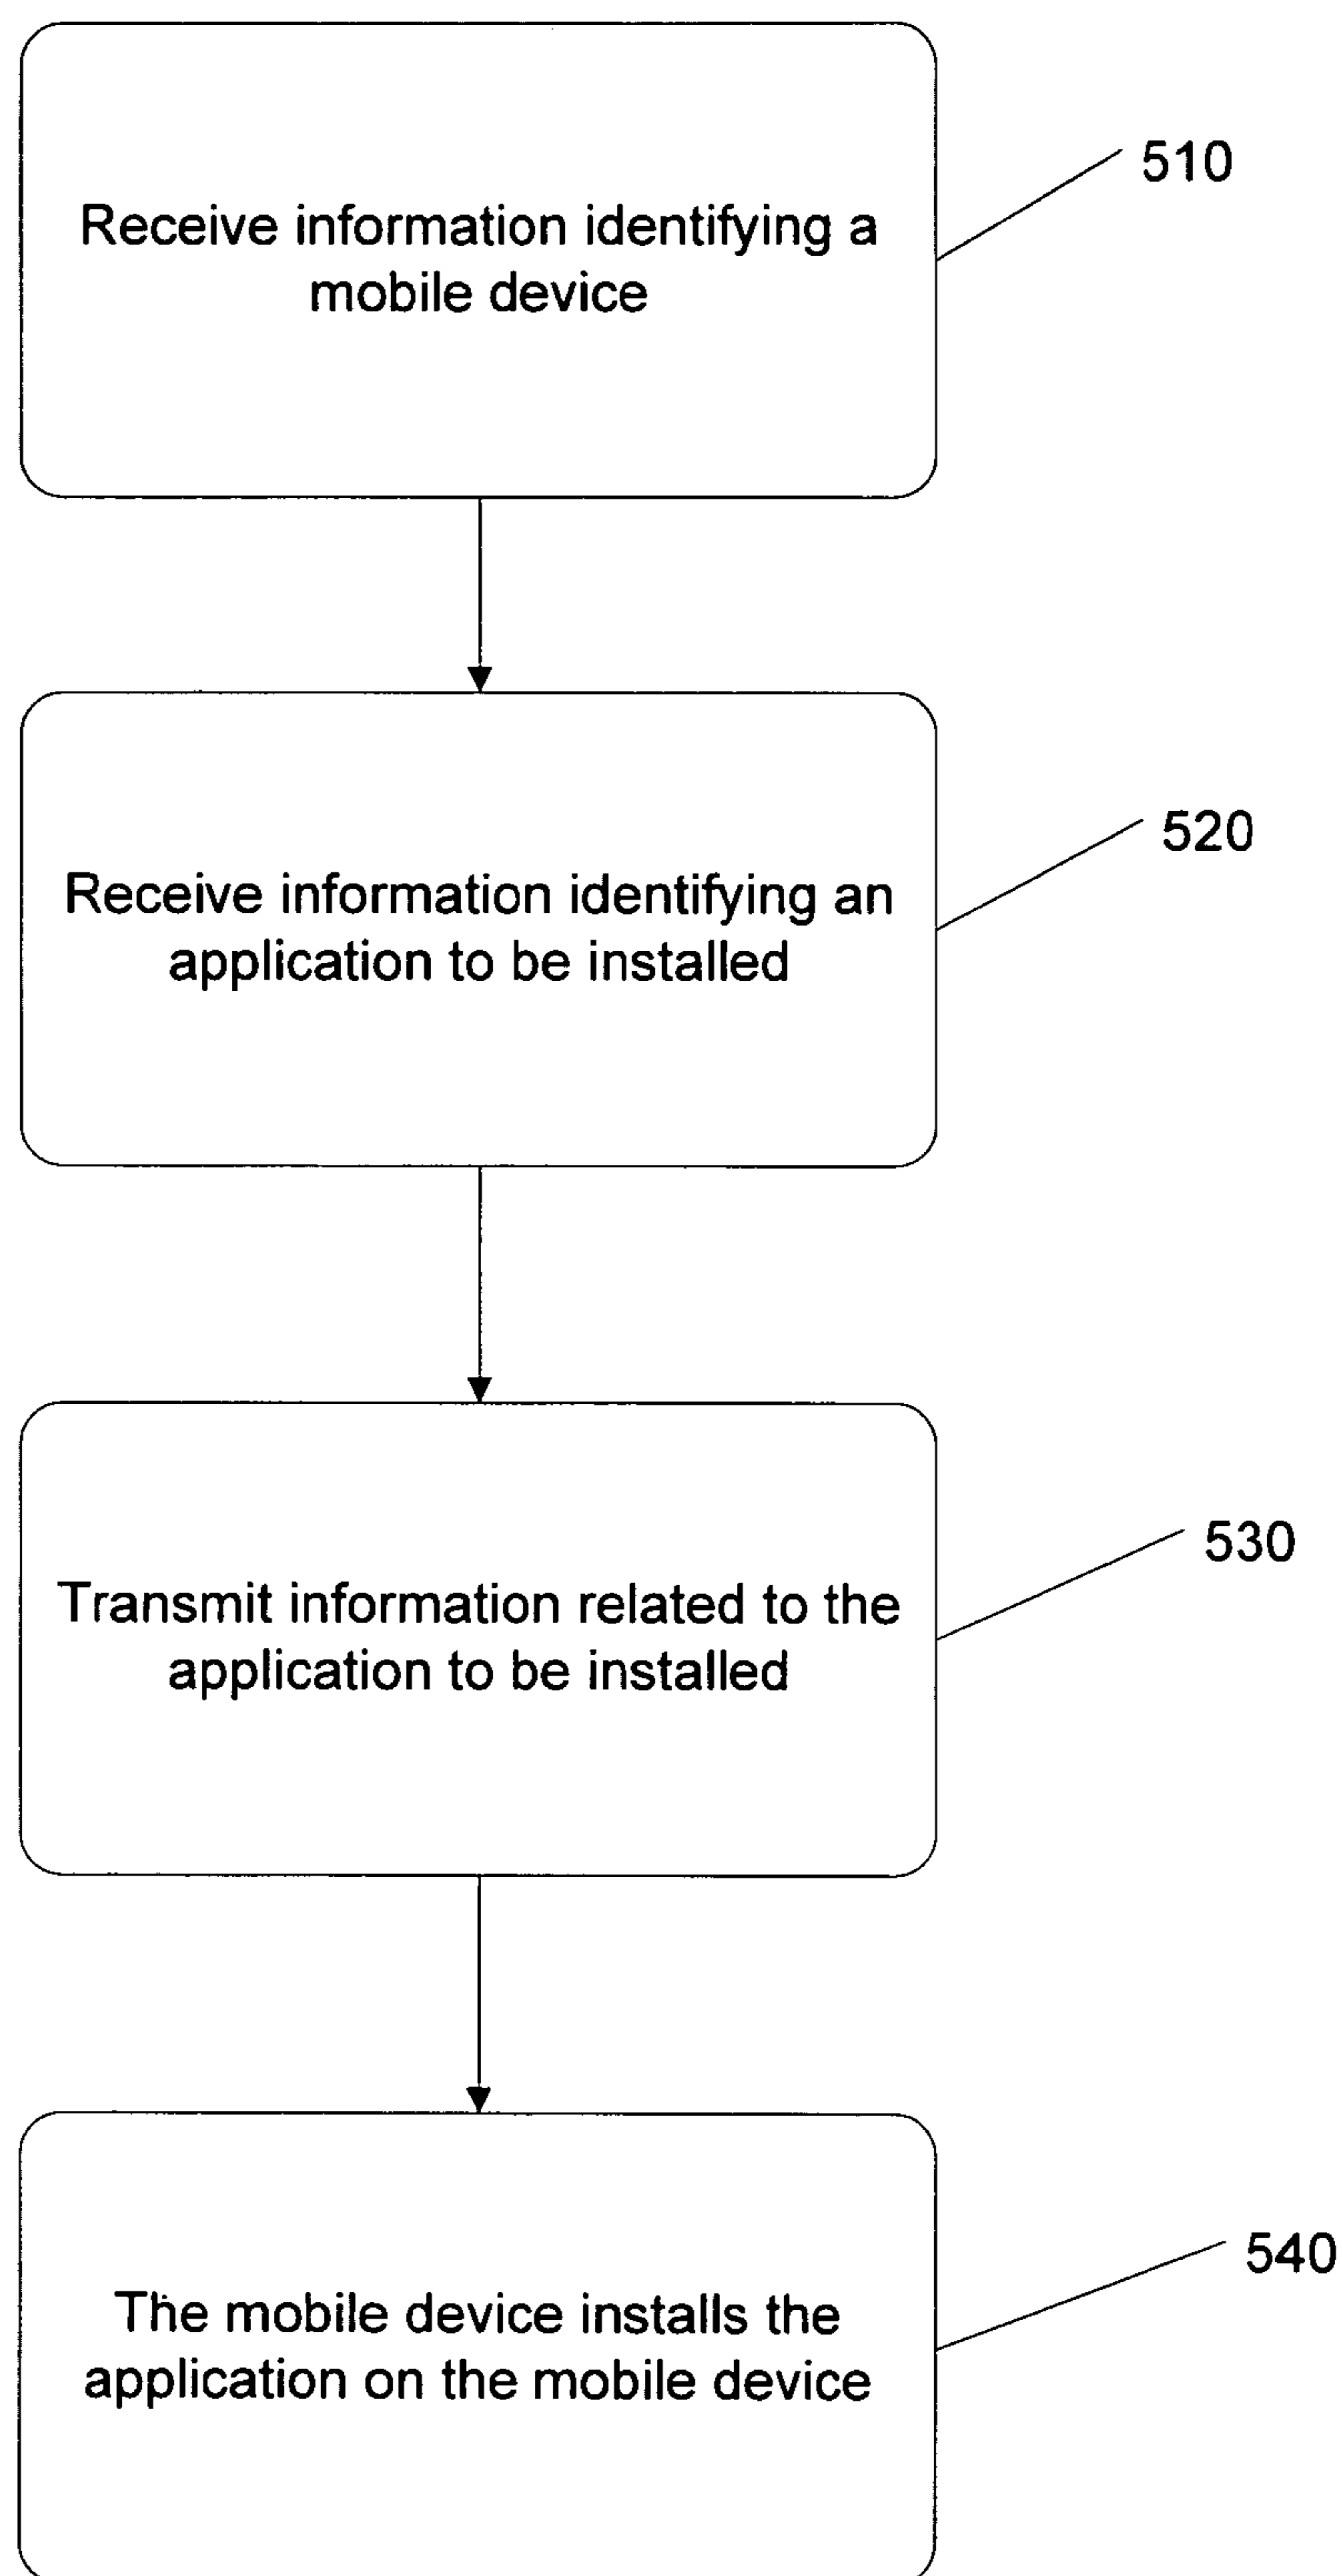 Receive information identifying a
mobile device
510
Receive information identifying an
application to be installed
520
Transmit information related to the
application to be installed
530
The mobile device installs the
application on the mobile device
540